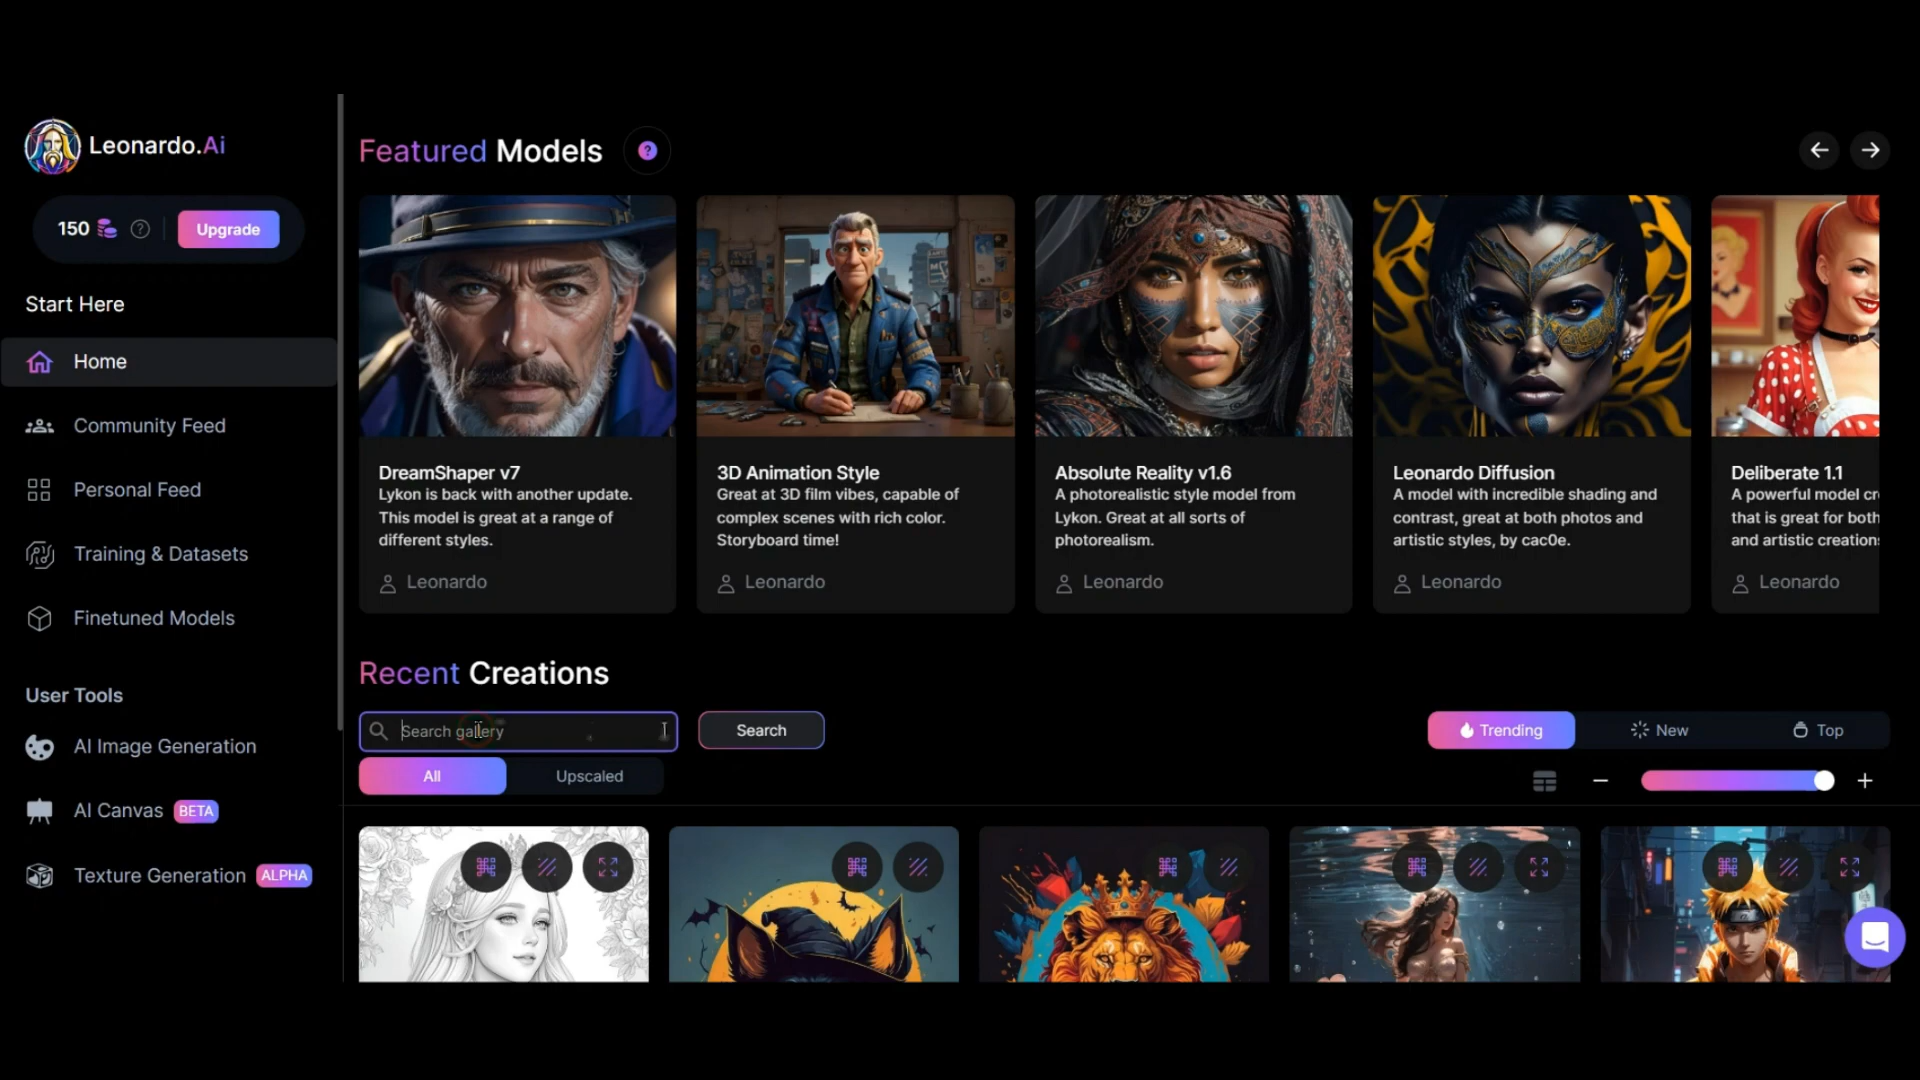 Leonardo.Ai
150
Upgrade
Start Here
Home
Community Feed
Personal Feed
Training & Datasets
Finetuned Models
User Tools
AI Image Generation
AI Canvas BETA
Texture Generation ALPHA
Featured Models ?
DreamShaper v7
Lykon is back with another update.
This model is great at a range of
different styles.
Leonardo
3D Animation Style
Great at 3D film vibes, capable of
complex scenes with rich color.
Storyboard time!
Leonardo
Absolute Reality v1.6
A photorealistic style model from
Lykon. Great at all sorts of
photorealism.
Leonardo
Leonardo Diffusion
A model with incredible shading and
contrast, great at both photos and
artistic styles, by cac0e.
Leonardo
Deliberate 1.1
A powerful model
that is great for both
and artistic
Leonardo
Recent Creations
Search gallery
Search
Trending
New
Top
All
Upscaled